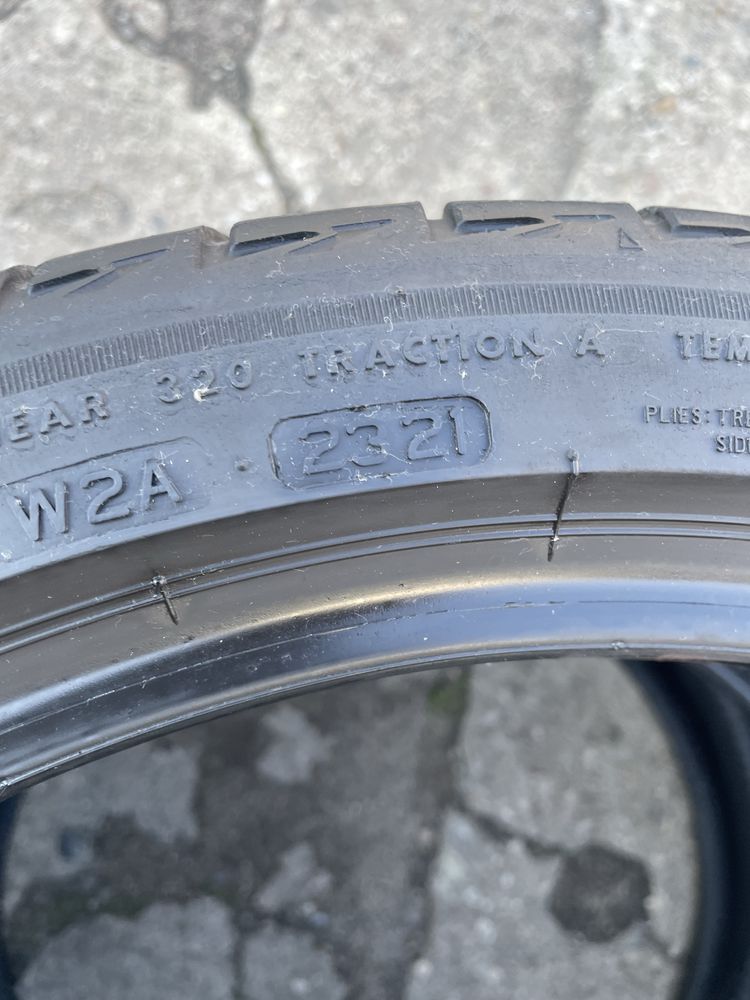 EAR 320 TRACTION A TEM
PLIES: TR
SID
W2A 2321